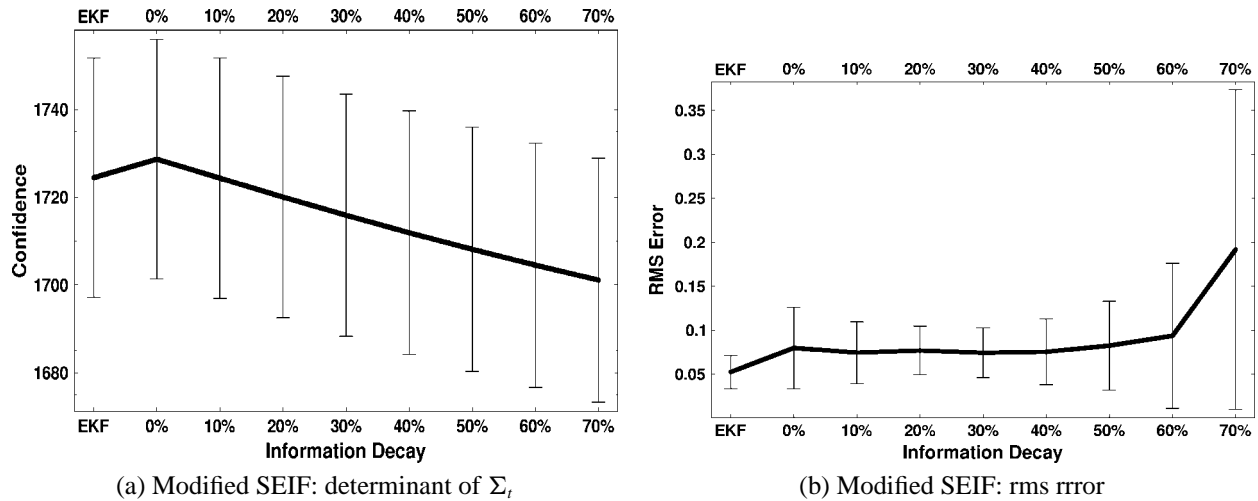 EKF 0% 10% 20% 30% 40% 50% 60% 70%
1740
1720
1700
1680
Confidence
EKF 0% 10% 20% 30% 40% 50% 60% 70%
Information Decay
(a) Modified SEIF: determinant of Σt
EKF 0% 10% 20% 30% 40% 50% 60% 70%
0.35
0.3
0.25
0.2
0.15
0.1
0.05
RMS Error
EKF 0% 10% 20% 30% 40% 50% 60% 70%
Information Decay
(b) Modified SEIF: rms rrror